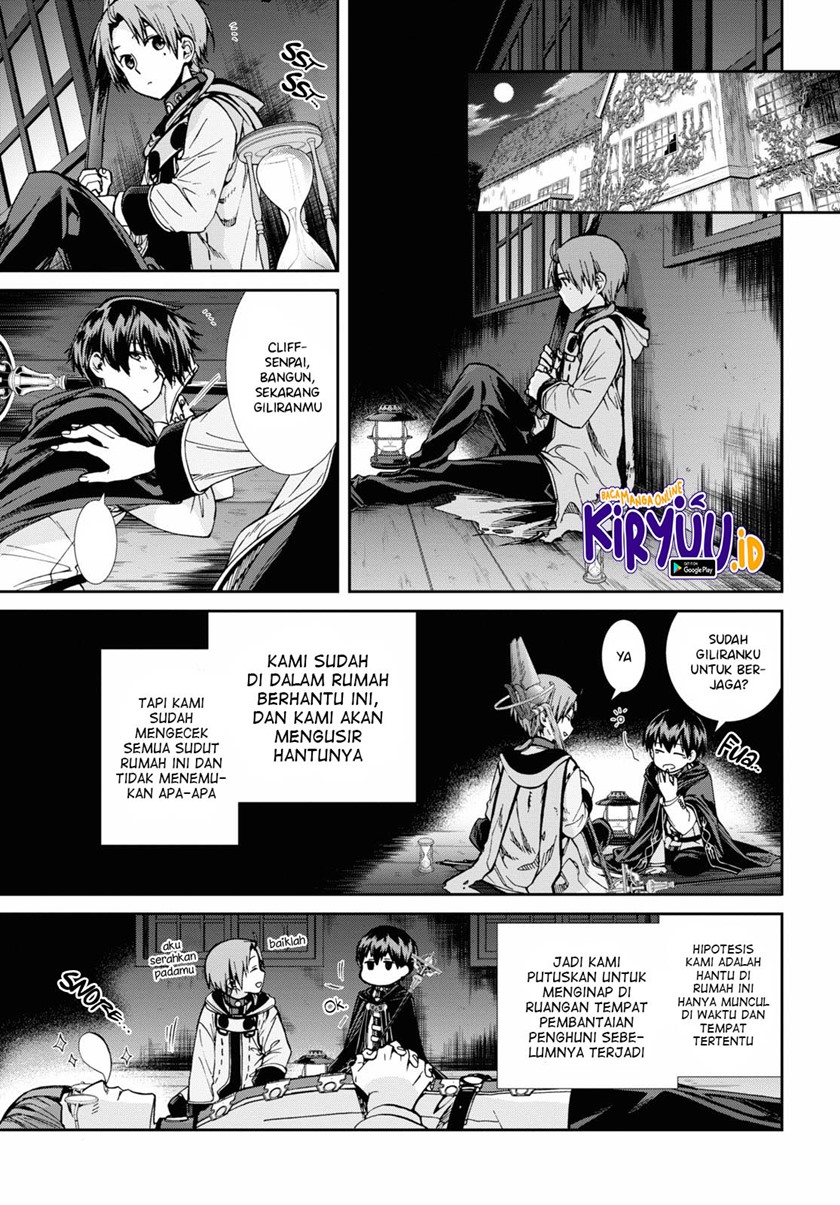 SST
SST...
CLIFF-
SENPAI,
BANGUN,
SEKARANG
GILIRANMU
BACA MANGA ONLINE
KIRYUU.ID
GET IT ON
Google Play
SUDAH
GILIRANKU
UNTUK BER-
JAGA?
YA
FUA...
KAMI SUDAH
DI DALAM RUMAH
BERHANTU INI,
DAN KAMI AKAN
MENGUSIR
HANTUNYA
TAPI KAMI
SUDAH
MENGECEK
SEMUA SUDUT
RUMAH INI DAN
TIDAK MENEMU-
KAN APA-APA
HIPOTESIS
KAMI ADALAH
HANTU DI
RUMAH INI
HANYA MUNCUL
DI WAKTU DAN
TEMPAT
TERTENTU
JADI KAMI
PUTUSKAN UNTUK
MENGINAP DI
RUANGAN TEMPAT
PEMBANTAIAN
PENGHUNI SEBE-
LUMNYA TERJADI
baiklah
aku
serahkan
padamu
Ok.
SNORE...